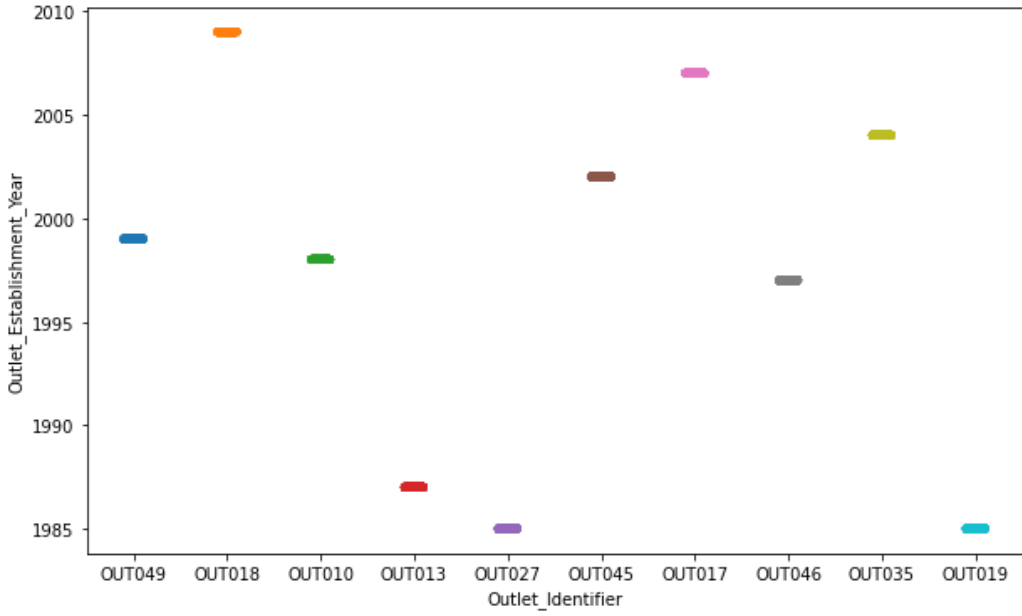 2010
2005
2000
1995
1990
1985
Outlet_Establishment_Year
OUT049 OUT018 OUT010 OUT013 OUT027 OUT045 OUT017 OUT046 OUT035 OUT019
Outlet_Identifier